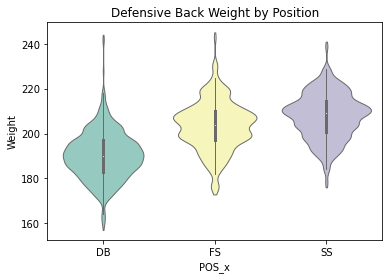 Defensive Back Weight by Position
240
220
200
180
160
Weight
DB
FS
SS
POS_x